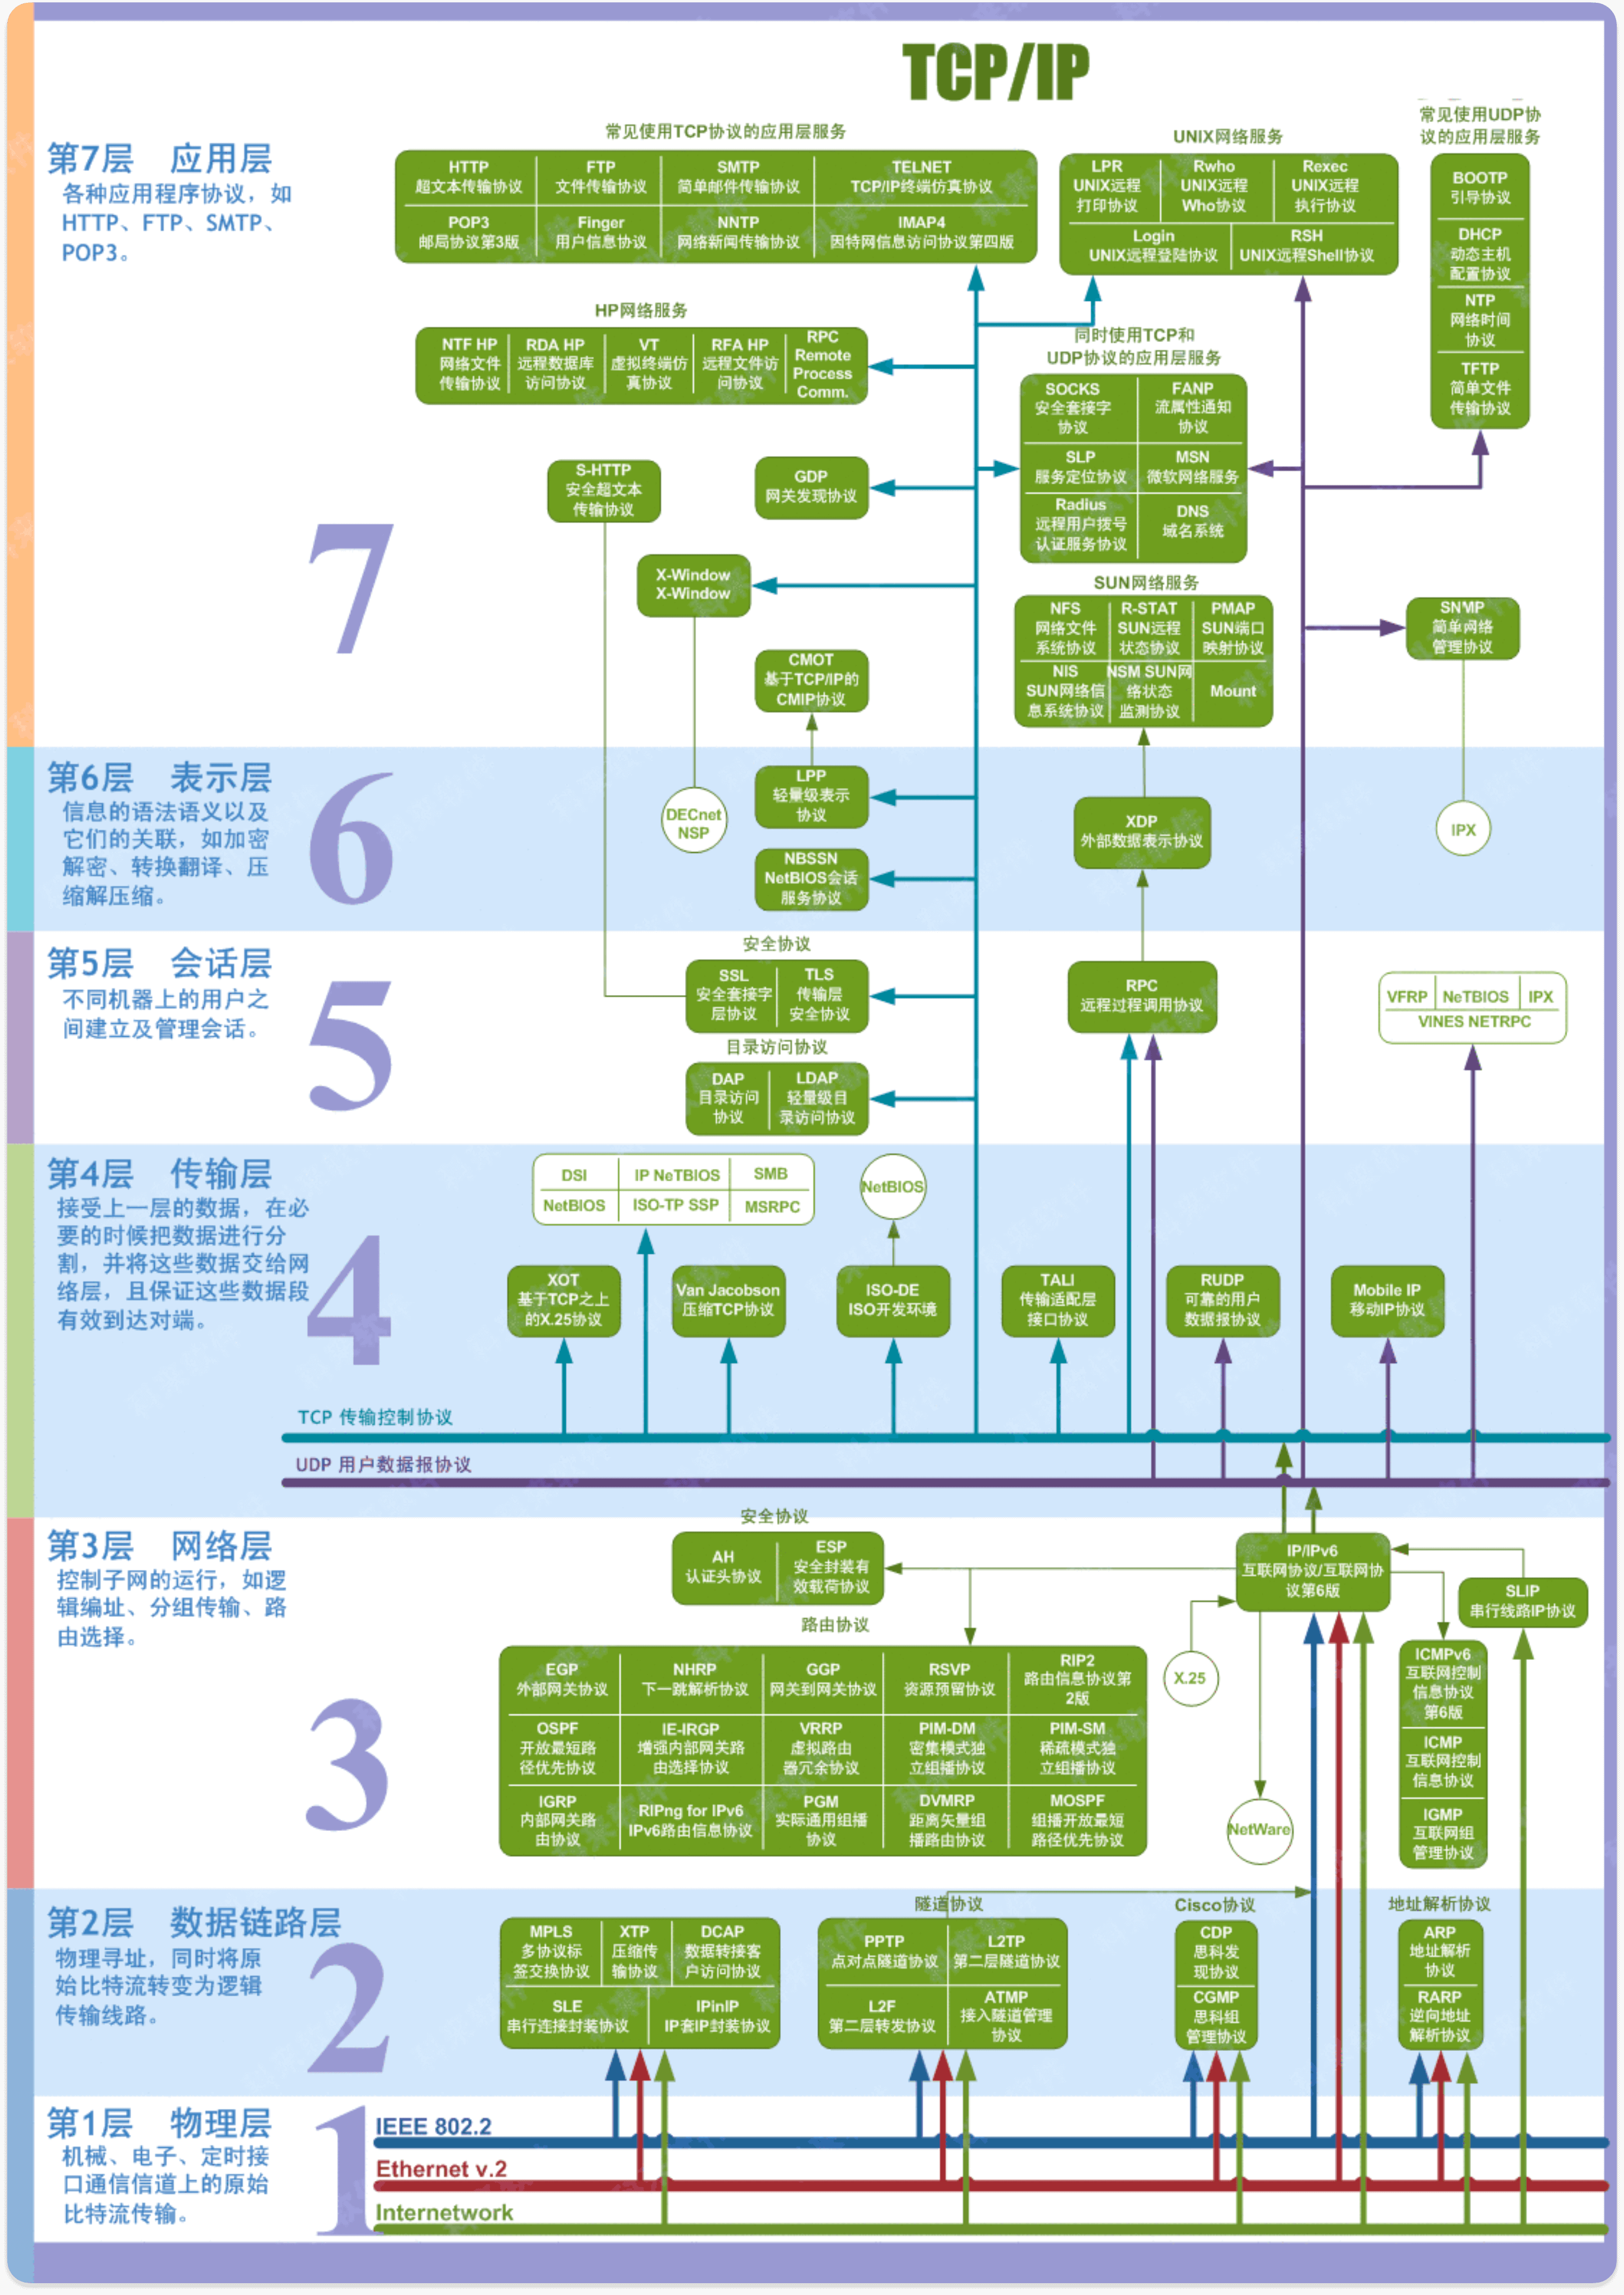 TCP/IP
第7层 应用层
各种应用程序协议，如
HTTP、FTP、SMTP、
POP3。
常见使用TCP协议的应用层服务
HTTP
超文本传输协议
FTP
文件传输协议
SMTP
简单邮件传输协议
TELNET
TCP/IP终端仿真协议
POP3
邮局协议第3版
Finger
用户信息协议
NNTP
网络新闻传输协议
IMAP4
因特网信息访问协议第四版
UNIX网络服务
LPR
UNIX远程
打印协议
Rwho
UNIX远程
Who协议
Rexec
UNIX远程
执行协议
Login
UNIX远程登陆协议
RSH
UNIX远程Shell协议
常见使用UDP协
议的应用层服务
BOOTP
引导协议
DHCP
动态主机
配置协议
NTP
网络时间
协议
TFTP
简单文件
传输协议
HP网络服务
NTF HP
网络文件
传输协议
RDA HP
远程数据库
访问协议
VT
虚拟终端仿
真协议
RFA HP
远程文件访
问协议
RPC
Remote
Process
Comm.
同时使用TCP和
UDP协议的应用层服务
SOCKS
安全套接字
协议
FANP
流属性通知
协议
SLP
服务定位协议
MSN
微软网络服务
Radius
远程用户拨号
认证服务协议
DNS
域名系统
S-HTTP
安全超文本
传输协议
GDP
网关发现协议
7
X-Window
X-Window
SUN网络服务
NFS
网络文件
系统协议
R-STAT
SUN远程
状态协议
PMAP
SUN端口
映射协议
NIS
SUN网络信
息系统协议
NSM SUN网
络状态
监测协议
Mount
SNMP
简单网络
管理协议
CMOT
基于TCP/IP的
CMIP协议
第6层 表示层
信息的语法语义以及
它们的关联，如加密
解密、转换翻译、压
缩解压缩。
6
DECnet
NSP
LPP
轻量级表示
协议
NBSSN
NetBIOS会话
服务协议
XDP
外部数据表示协议
IPX
第5层 会话层
不同机器上的用户之
间建立及管理会话。
5
安全协议
SSL
安全套接字
层协议
TLS
传输层
安全协议
目录访问协议
DAP
目录访问
协议
LDAP
轻量级目
录访问协议
RPC
远程过程调用协议
VFRP
NeTBIOS
IPX
VINES NETRPC
第4层 传输层
接受上一层的数据，在必
要的时候把数据进行分
割，并将这些数据交给网
络层，且保证这些数据段
有效到达对端。
4
DSI
IP NeTBIOS
SMB
NetBIOS
ISO-TP SSP
MSRPC
NetBIOS
XOT
基于TCP之上
的X.25协议
Van Jacobson
压缩TCP协议
ISO-DE
ISO开发环境
TALI
传输适配层
接口协议
RUDP
可靠的用户
数据报协议
Mobile IP
移动IP协议
TCP 传输控制协议
UDP 用户数据报协议
第3层 网络层
控制子网的运行，如逻
辑编址、分组传输、路
由选择。
3
安全协议
AH
认证头协议
ESP
安全封装有
效载荷协议
IP/IPv6
互联网协议/互联网协
议第6版
SLIP
串行线路IP协议
路由协议
EGP
外部网关协议
NHRP
下一跳解析协议
GGP
网关到网关协议
RSVP
资源预留协议
RIP2
路由信息协议第
2版
OSPF
开放最短路
径优先协议
IE-IRGP
增强内部网关路
由选择协议
VRRP
虚拟路由
器冗余协议
PIM-DM
密集模式独
立组播协议
PIM-SM
稀疏模式独
立组播协议
IGRP
内部网关路
由协议
RIPng for IPv6
IPv6路由信息协议
PGM
实际通用组播
协议
DVMRP
距离矢量组
播路由协议
MOSPF
组播开放最短
路径优先协议
X.25
NetWare
ICMPv6
互联网控制
信息协议
第6版
ICMP
互联网控制
信息协议
IGMP
互联网组
管理协议
第2层 数据链路层
物理寻址，同时将原
始比特流转变为逻辑
传输线路。
2
MPLS
多协议标
签交换协议
XTP
压缩传
输协议
DCAP
数据转接客
户访问协议
SLE
串行连接封装协议
IPinIP
IP套IP封装协议
隧道协议
PPTP
点对点隧道协议
L2TP
第二层隧道协议
L2F
第二层转发协议
ATMP
接入隧道管理
协议
Cisco协议
CDP
思科发
现协议
CGMP
思科组
管理协议
地址解析协议
ARP
地址解析
协议
RARP
逆向地址
解析协议
第1层 物理层
机械、电子、定时接
口通信信道上的原始
比特流传输。
1
IEEE 802.2
Ethernet v.2
Internetwork